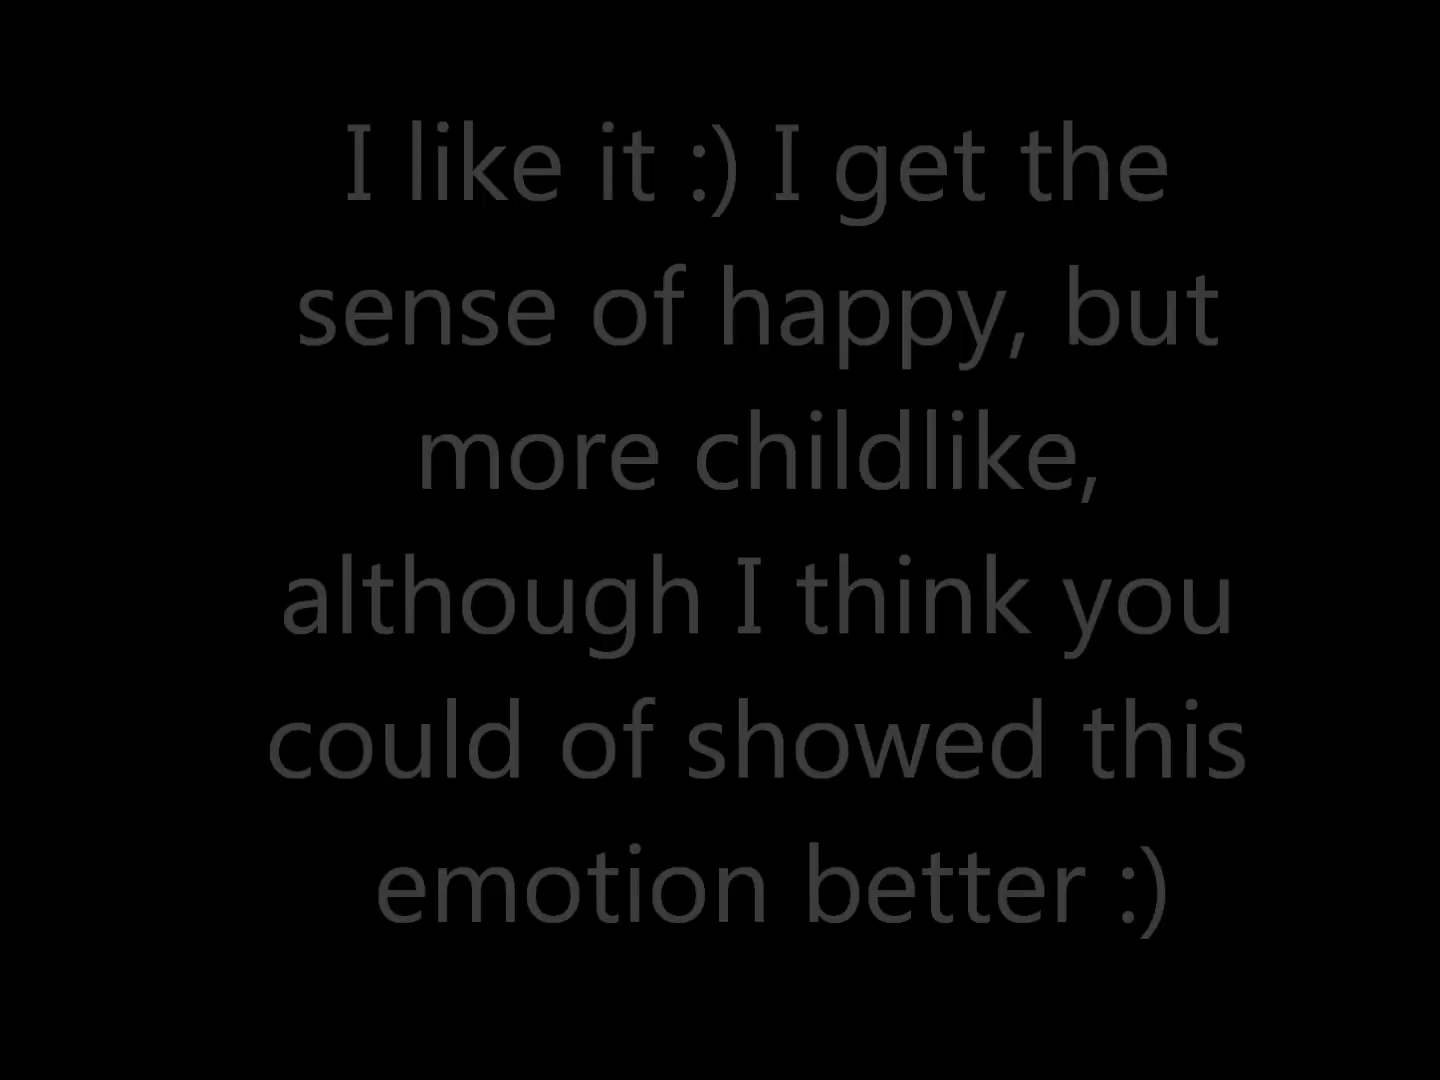 I like it :) I get the
sense of happy, but
more childlike,
although I think you
could of showed this
emotion better :)